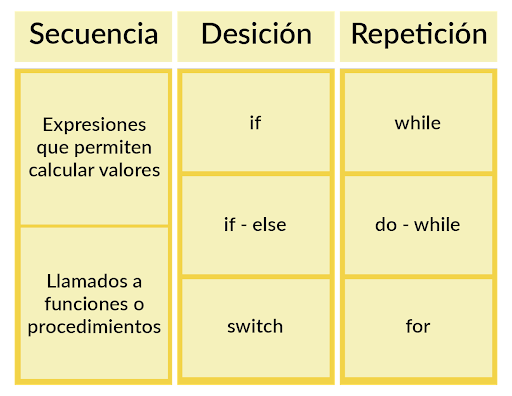 Secuencia
Desición
Repetición
Expresiones
que permiten
calcular valores
Llamados a
funciones o
procedimientos
if
if - else
switch
while
do - while
for